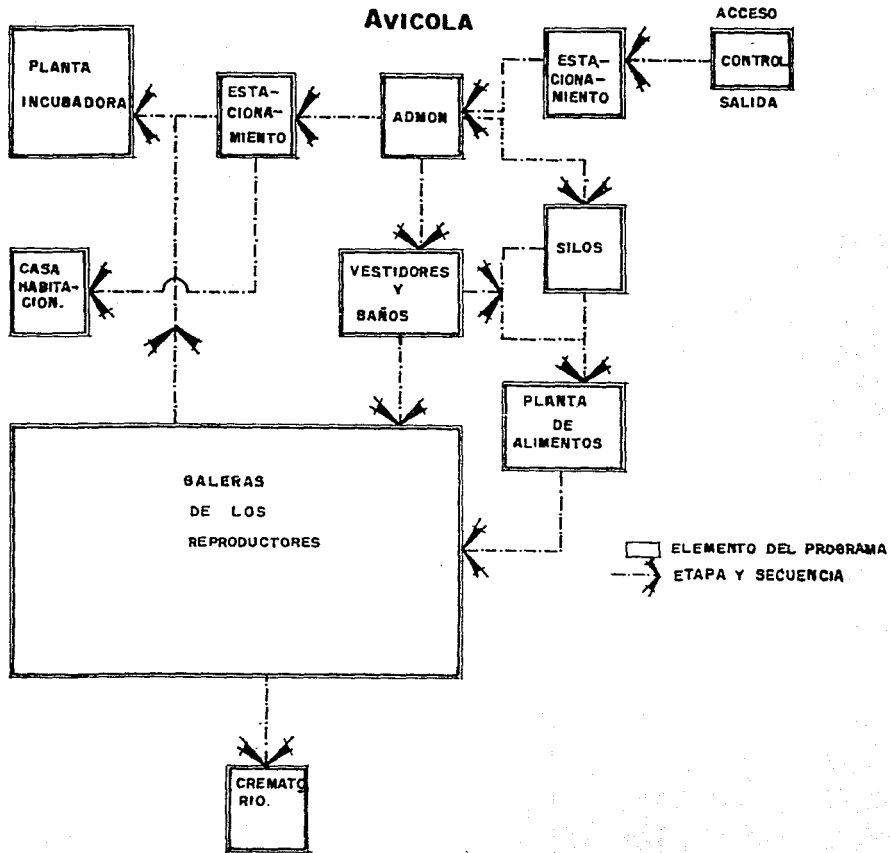 AVICOLA
ACCESO
CONTROL
SALIDA
ESTA-
CIONA-
MIENTO
ADMON
ESTA-
CIONA-
MIENTO
PLANTA
INCUBADORA
CASA
HABITA-
CION.
VESTIDORES
Y
BAÑOS
SILOS
PLANTA
DE
ALIMENTOS
GALERAS
DE LOS
REPRODUCTORES
ELEMENTO DEL PROGRAMA
ETAPA Y SECUENCIA
CREMATO
RIO.